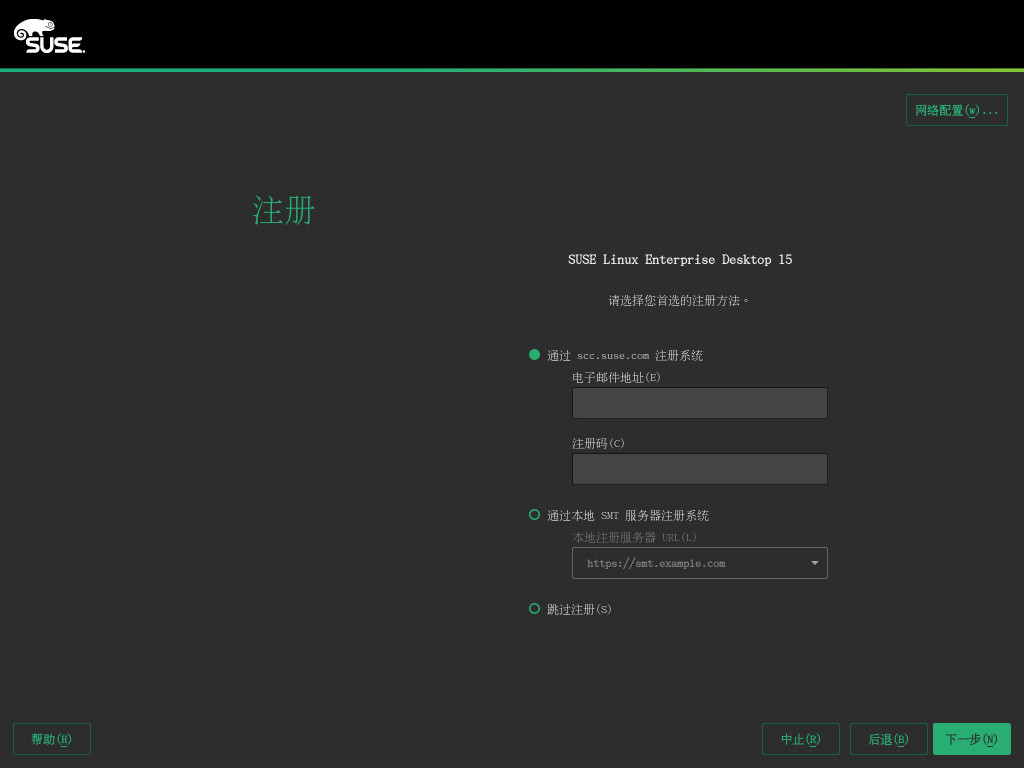 SUSE.
网络配置(w)...
注册
SUSE Linux Enterprise Desktop 15
请选择您首选的注册方法。
通过 scc.suse.com 注册系统
电子邮件地址(E)
注册码(C)
通过本地 SMT 服务器注册系统
本地注册服务器 URL(L)
https://smt.example.com
跳过注册(S)
帮助(H) 中止(R) 后退(B) 下一步(N)